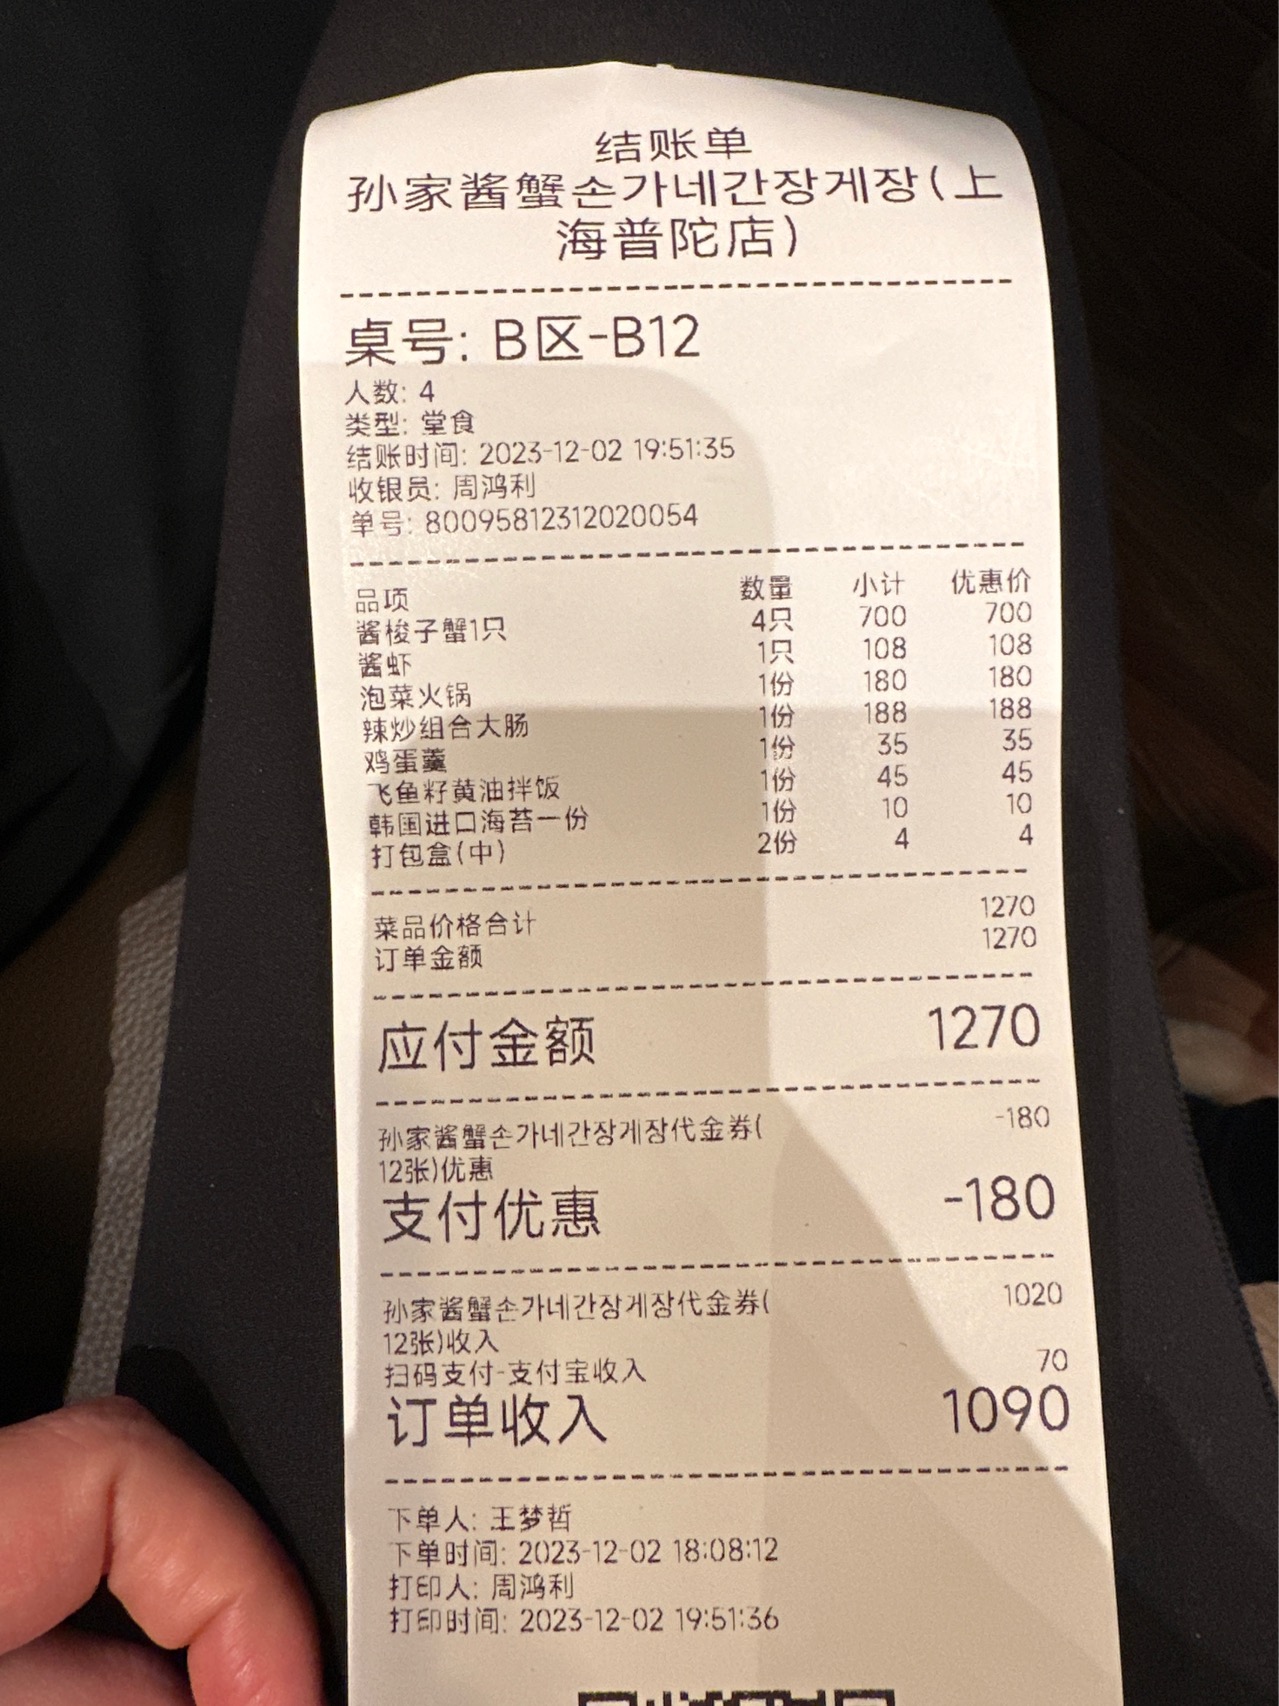 结账单
孙家酱蟹손가네간장게장(上
海普陀店)
桌号: B区-B12
人数: 4
类型: 堂食
结账时间: 2023-12-02 19:51:35
收银员: 周鸿利
单号: 80095812312020054
品项 数量 小计 优惠价
酱梭子蟹1只 4只 700 700
酱虾 1只 108 108
泡菜火锅 1份 180 180
辣炒组合大肠 1份 188 188
鸡蛋羹 1份 35 35
飞鱼籽黄油拌饭 1份 45 45
韩国进口海苔一份 1份 10 10
打包盒(中) 2份 4 4
菜品价格合计 1270
订单金额 1270
应付金额 1270
孙家酱蟹손가네간장게장代金券( -180
12张)优惠
支付优惠 -180
孙家酱蟹손가네간장게장代金券( 1020
12张)收入
扫码支付-支付宝收入 70
订单收入 1090
下单人: 王梦哲
下单时间: 2023-12-02 18:08:12
打印人: 周鸿利
打印时间: 2023-12-02 19:51:36